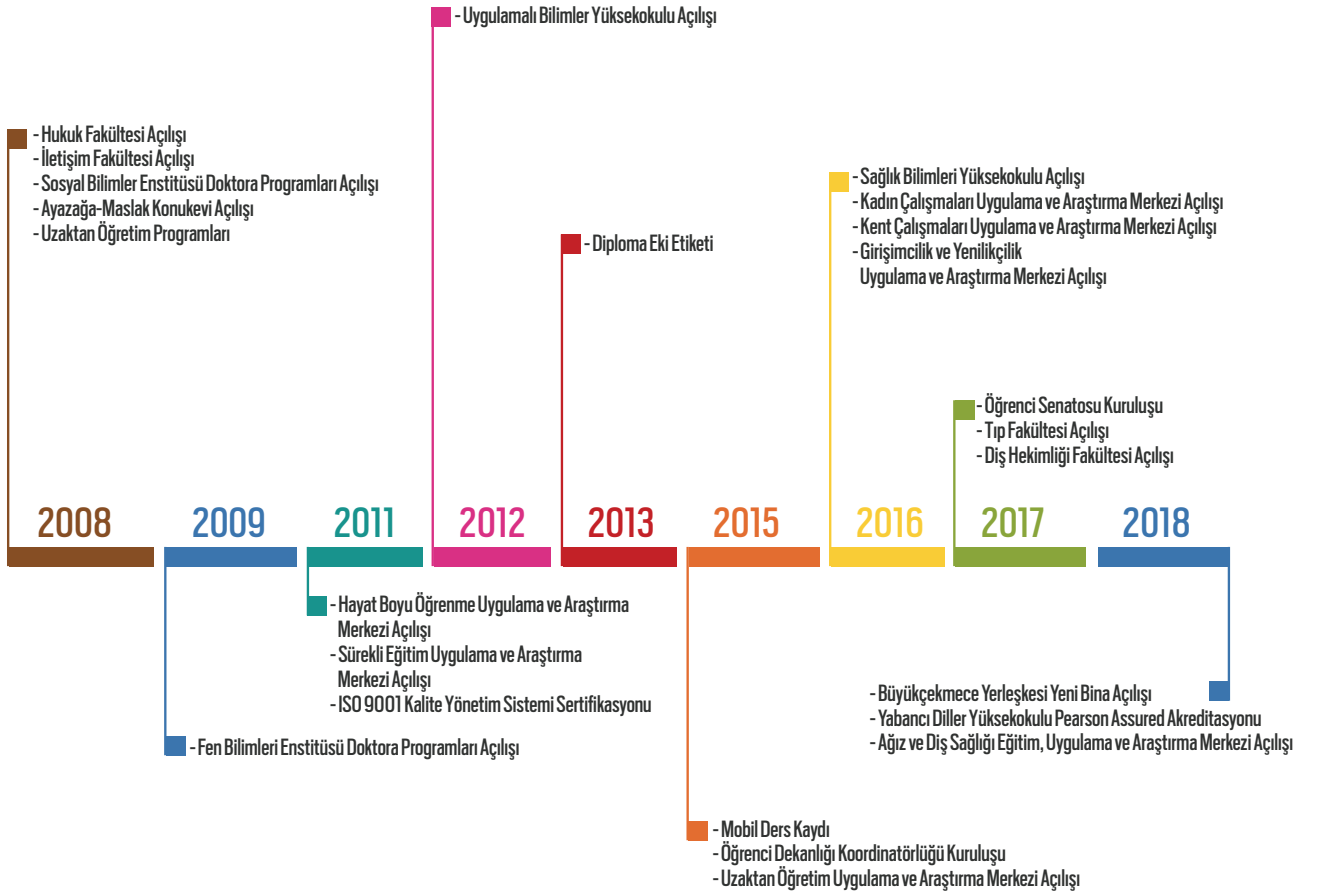 - Uygulamalı Bilimler Yüksekokulu Açılışı
- Hukuk Fakültesi Açılışı
- İletişim Fakültesi Açılışı
- Sosyal Bilimler Enstitüsü Doktora Programları Açılışı
- Ayazağa-Maslak Konukevi Açılışı
- Uzaktan Öğretim Programları
- Diploma Eki Etiketi
- Sağlık Bilimleri Yüksekokulu Açılışı
- Kadın Çalışmaları Uygulama ve Araştırma Merkezi Açılışı
- Kent Çalışmaları Uygulama ve Araştırma Merkezi Açılışı
- Girişimcilik ve Yenilikçilik
Uygulama ve Araştırma Merkezi Açılışı
- Öğrenci Senatosu Kuruluşu
- Tıp Fakültesi Açılışı
- Diş Hekimliği Fakültesi Açılışı
2008 2009 2011 2012 2013 2015 2016 2017 2018
- Hayat Boyu Öğrenme Uygulama ve Araştırma
Merkezi Açılışı
- Sürekli Eğitim Uygulama ve Araştırma
Merkezi Açılışı
- ISO 9001 Kalite Yönetim Sistemi Sertifikasyonu
- Fen Bilimleri Enstitüsü Doktora Programları Açılışı
- Büyükçekmece Yerleşkesi Yeni Bina Açılışı
- Yabancı Diller Yüksekokulu Pearson Assured Akreditasyonu
- Ağız ve Diş Sağlığı Eğitim, Uygulama ve Araştırma Merkezi Açılışı
- Mobil Ders Kaydı
- Öğrenci Dekanlığı Koordinatörlüğü Kuruluşu
- Uzaktan Öğretim Uygulama ve Araştırma Merkezi Açılışı